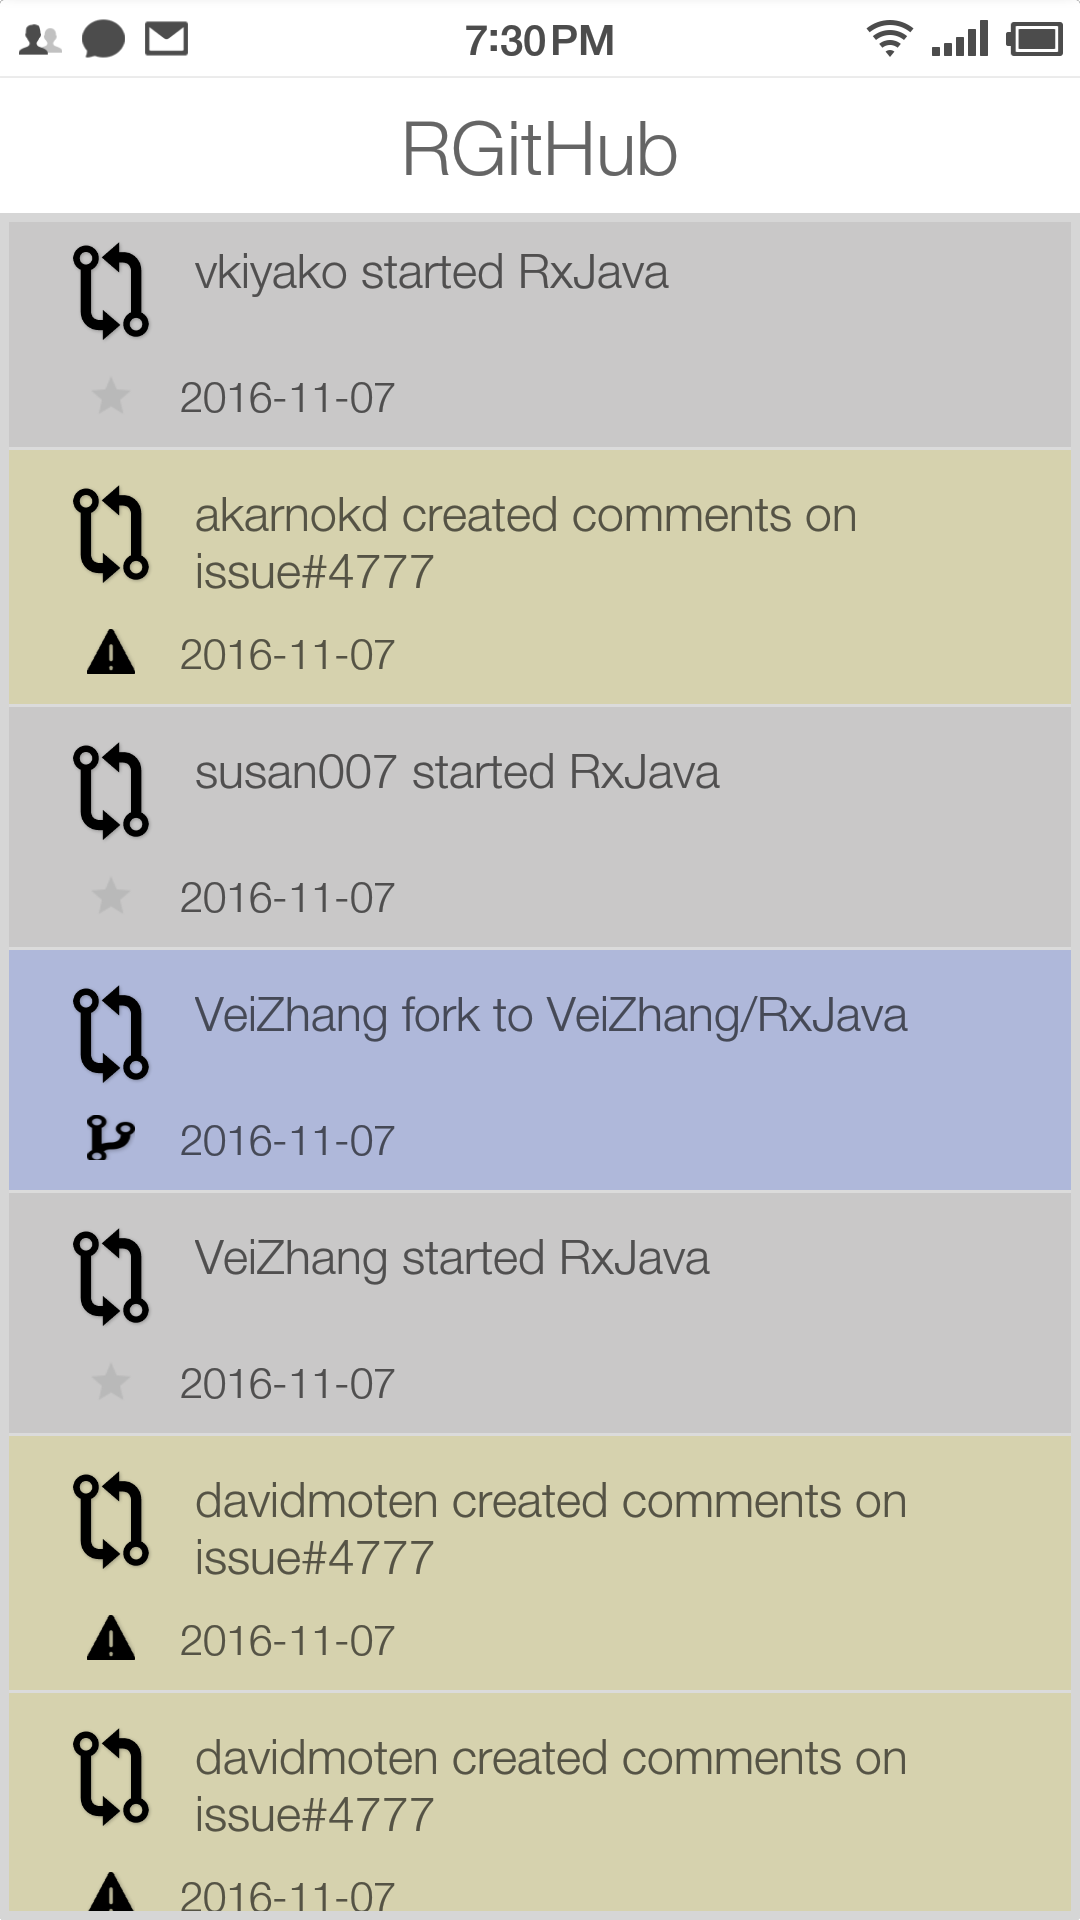 7:30 PM
RGitHub
vkiyako started RxJava
2016-11-07
akarnokd created comments on
issue#4777
2016-11-07
susan007 started RxJava
2016-11-07
VeiZhang fork to VeiZhang/RxJava
2016-11-07
VeiZhang started RxJava
2016-11-07
davidmoten created comments on
issue#4777
2016-11-07
davidmoten created comments on
issue#4777
2016-11-07